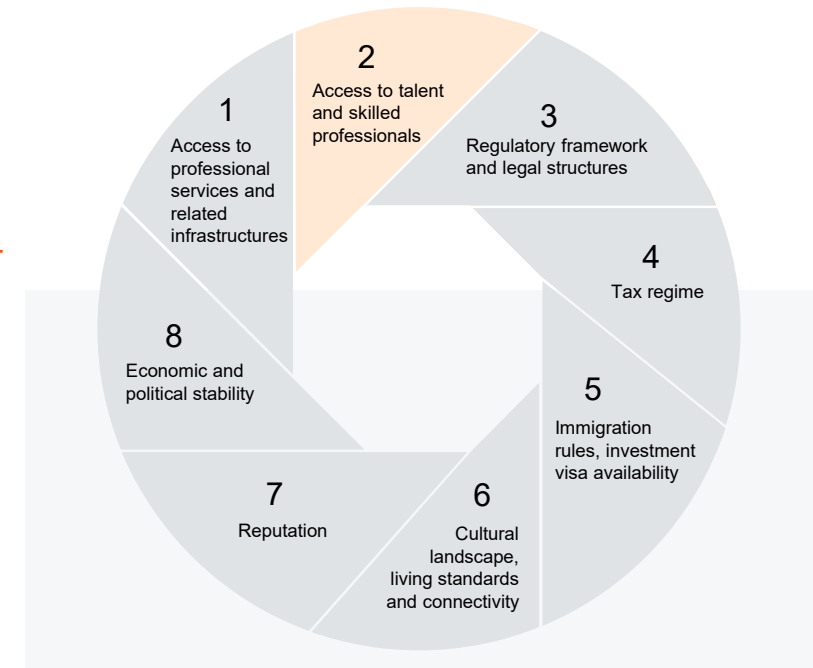 1
Access to
professional
services and
related
infrastructures
2
Access to talent
and skilled
professionals
3
Regulatory framework
and legal structures
4
Tax regime
5
Immigration
rules, investment
visa availability
6
Cultural
landscape,
living standards
and connectivity
7
Reputation
8
Economic and
political stability